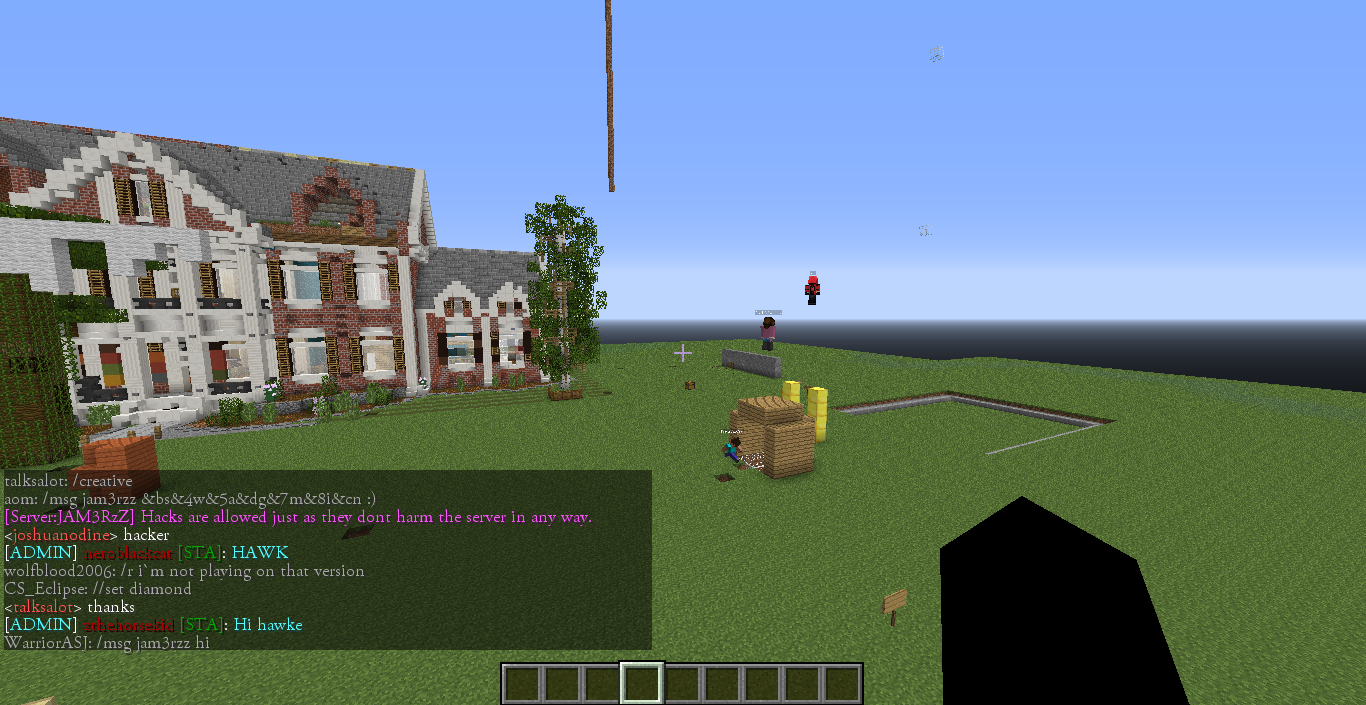 talksalot: /creative
aom: /msg jam3rzz &bs&4w&5a&dg&7m&8i&cn :)
[Server:JAM3RzZ] Hacks are allowed just as they dont harm the server in any way.
<joshuanodine> hacker
[ADMIN] [STA]: HAWK
wolfblood2006: /r i`m not playing on that version
CS_Eclipse: //set diamond
<talksalot> thanks
[ADMIN] zrhehorsekid [STA]: Hi hawke
WarriorASJ: /msg jam3rzz hi